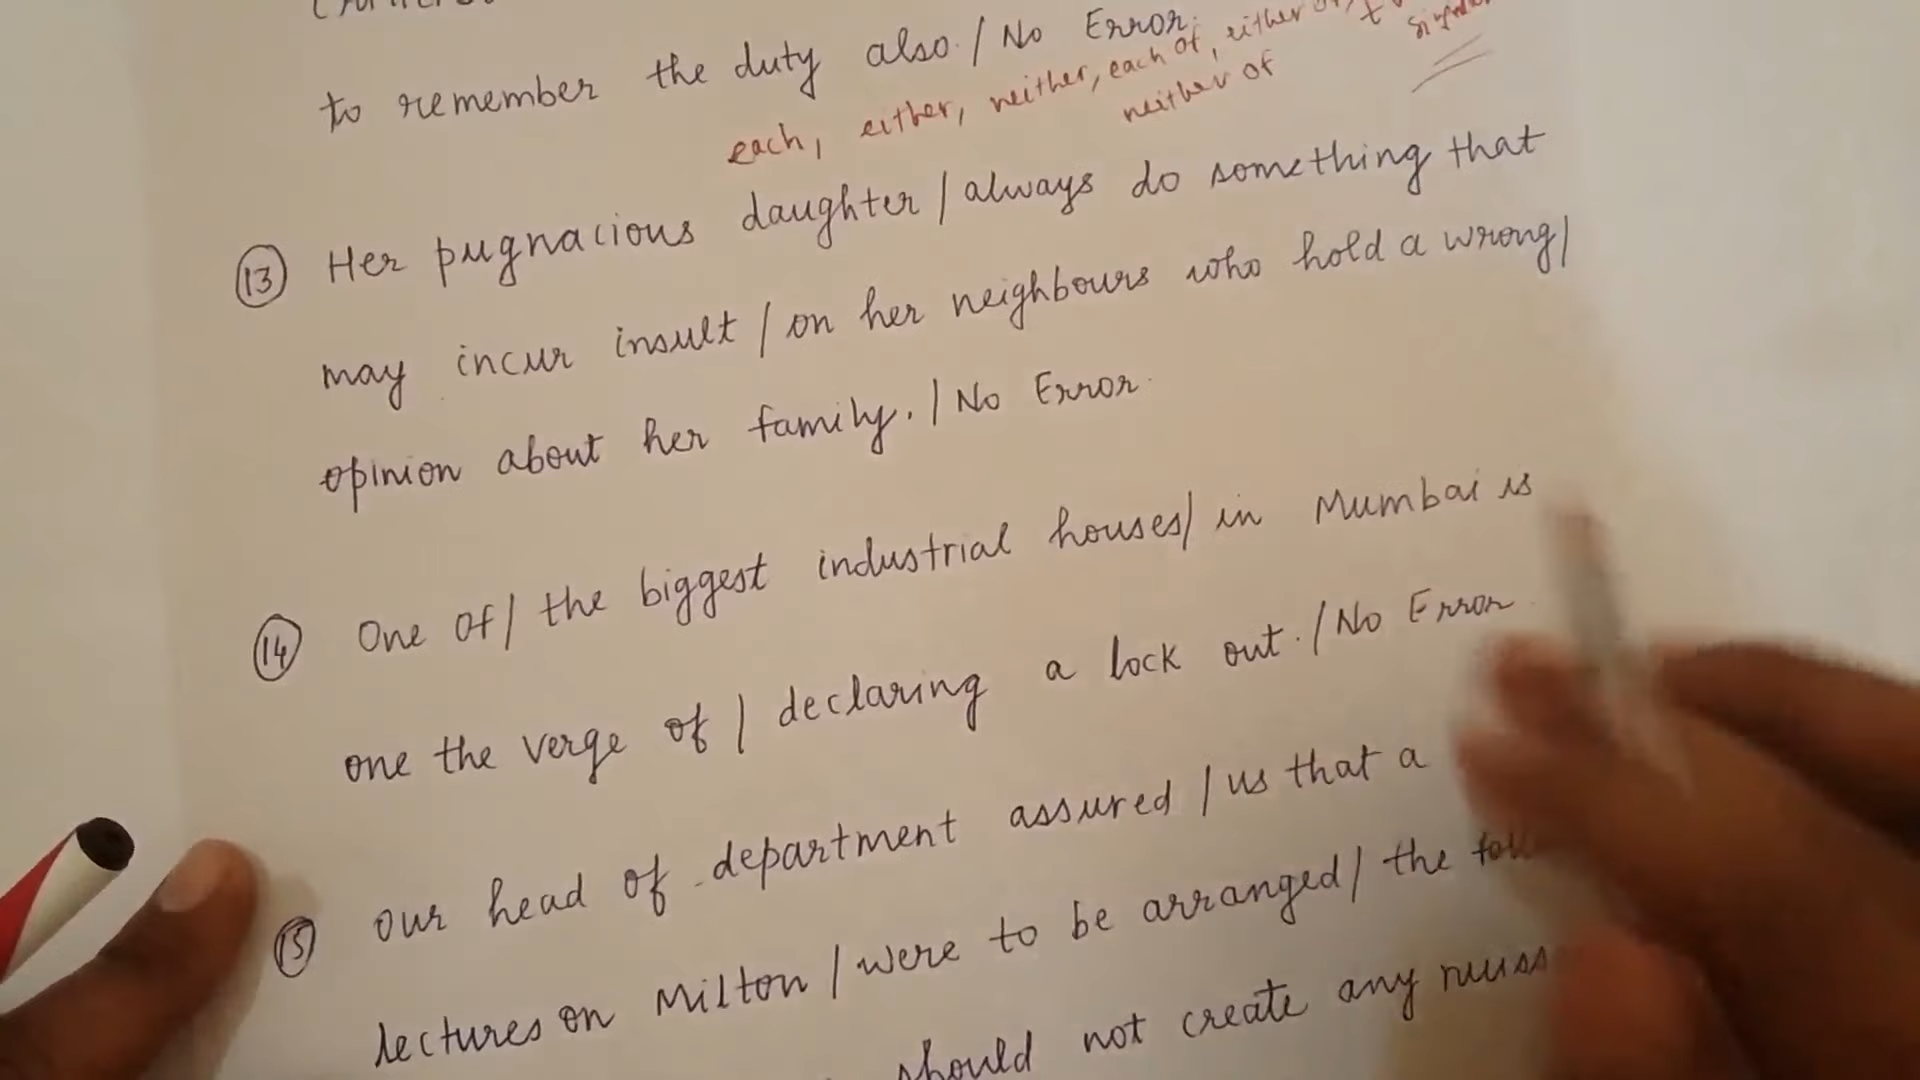 to remember the duty also. / No Error.
each, either, neither, each of, either
neither of
(13) Her pugnacious daughter / always do something that
may incur insult / on her neighbours who hold a wrong /
opinion about her family. / No Error.
(14) One of / the biggest industrial houses / in Mumbai is
one the verge of / declaring a lock out. / No Error.
(15) Our head of department assured / us that a
lectures on Milton / were to be arranged / the
should not create any